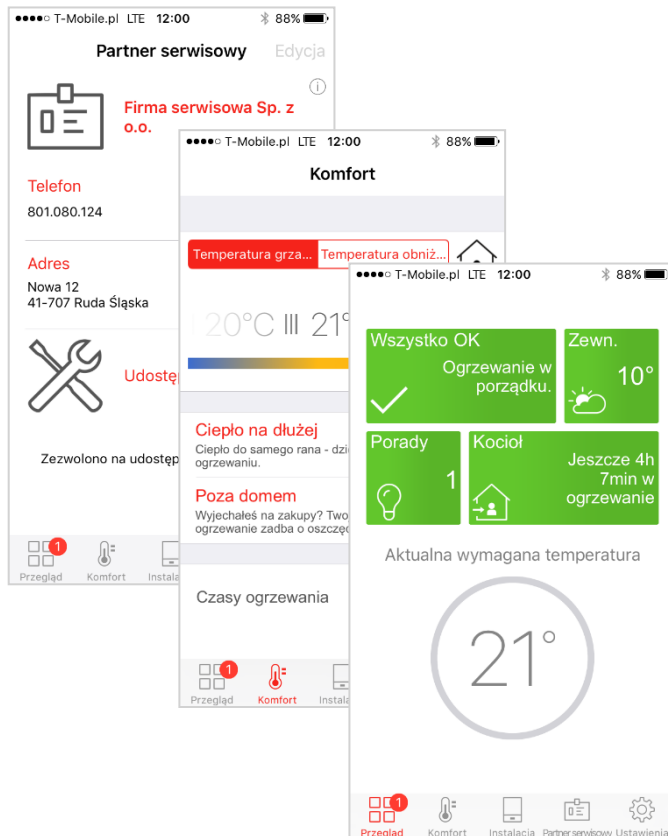 T-Mobile.pl LTE 12:00 88%
Partner serwisowy Edycja
Firma serwisowa Sp. z
o.o.
Telefon
801.080.124
Adres
Nowa 12
41-707 Ruda Śląska
Udostę
Zezwolono na udostęp
1
Przegląd Komfort Instala
T-Mobile.pl LTE 12:00 88%
Komfort
Temperatura grza... Temperatura obniż...
20°C 21°
Ciepło na dłużej
Ciepło do samego rana - dzi
ogrzewaniu.
Poza domem
Wyjechałeś na zakupy? Two
ogrzewanie zadba o oszczęd
Czasy ogrzewania
1
Przegląd Komfort Instala
T-Mobile.pl LTE 12:00 88%
Wszystko OK
Ogrzewanie w
porządku.
Zewn.
10°
Porady
1
Kocioł
Jeszcze 4h
7min w
ogrzewanie
Aktualna wymagana temperatura
21°
1
Przegląd Komfort Instalacja Partner serwisowy Ustawienia